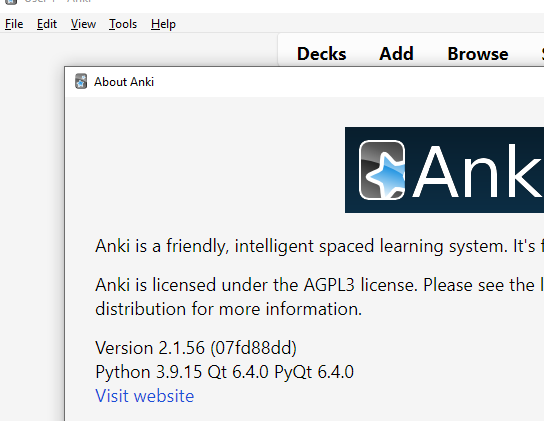 File Edit View Tools Help
Decks Add Browse
About Anki
Anki
Anki is a friendly, intelligent spaced learning system. It's
Anki is licensed under the AGPL3 license. Please see the
distribution for more information.
Version 2.1.56 (07fd88dd)
Python 3.9.15 Qt 6.4.0 PyQt 6.4.0
Visit website